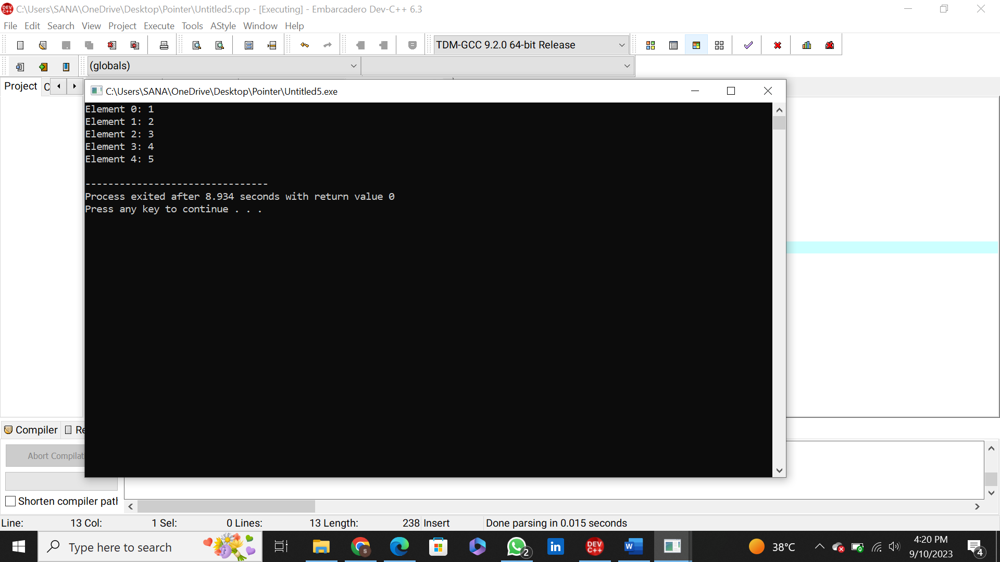 C:\Users\SANA\OneDrive\Desktop\Pointer\Untitled5.cpp - [Executing] - Embarcadero Dev-C++ 6.3
File Edit Search View Project Execute Tools AStyle Window Help
TDM-GCC 9.2.0 64-bit Release
(globals)
Project C
C:\Users\SANA\OneDrive\Desktop\Pointer\Untitled5.exe
Element 0: 1
Element 1: 2
Element 2: 3
Element 3: 4
Element 4: 5
--------------------------------
Process exited after 8.934 seconds with return value 0
Press any key to continue . . .
Compiler Re
Abort Compilat
Shorten compiler path
Line: 13 Col: 1 Sel: 0 Lines: 13 Length: 238 Insert Done parsing in 0.015 seconds
Type here to search
DEV C++
38°C
4:20 PM
9/10/2023
2
4